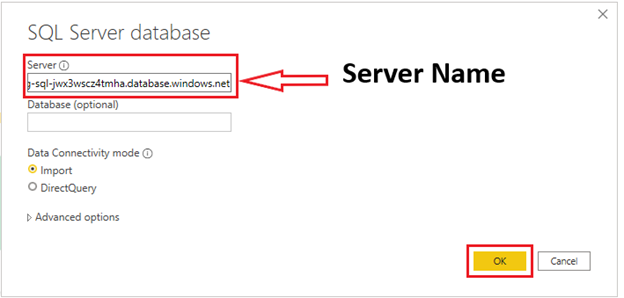 SQL Server database
Server
g-sql-jwx3wscz4tmha.database.windows.net
Server Name
Database (optional)
Data Connectivity mode
Import
DirectQuery
Advanced options
OK
Cancel